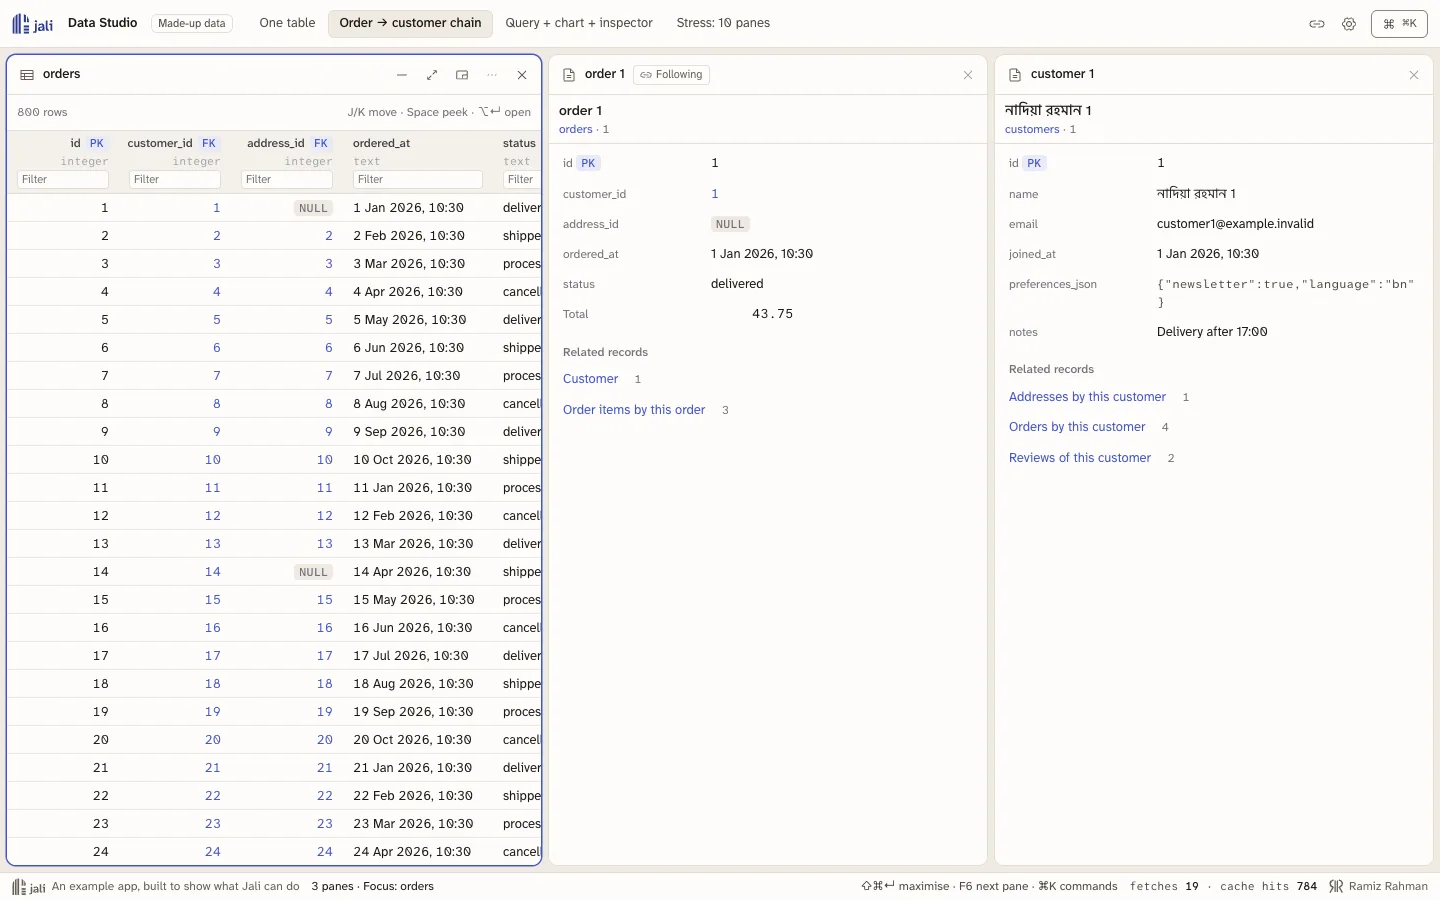 jali Data Studio Made-up data One table Order → customer chain Query + chart + inspector Stress: 10 panes ⌘ ⌘K
orders
800 rows J/K move · Space peek · ⌥↵ open
id PK customer_id FK address_id FK ordered_at status
integer integer integer text text
Filter Filter Filter Filter Filter
1 1 NULL 1 Jan 2026, 10:30 deliver
2 2 2 2 Feb 2026, 10:30 shippe
3 3 3 3 Mar 2026, 10:30 proces
4 4 4 4 Apr 2026, 10:30 cancel
5 5 5 5 May 2026, 10:30 deliver
6 6 6 6 Jun 2026, 10:30 shippe
7 7 7 7 Jul 2026, 10:30 proces
8 8 8 8 Aug 2026, 10:30 cancel
9 9 9 9 Sep 2026, 10:30 deliver
10 10 10 10 Oct 2026, 10:30 shippe
11 11 11 11 Jan 2026, 10:30 proces
12 12 12 12 Feb 2026, 10:30 cancel
13 13 13 13 Mar 2026, 10:30 deliver
14 14 NULL 14 Apr 2026, 10:30 shippe
15 15 15 15 May 2026, 10:30 proces
16 16 16 16 Jun 2026, 10:30 cancel
17 17 17 17 Jul 2026, 10:30 deliver
18 18 18 18 Aug 2026, 10:30 shippe
19 19 19 19 Sep 2026, 10:30 proces
20 20 20 20 Oct 2026, 10:30 cancel
21 21 21 21 Jan 2026, 10:30 deliver
22 22 22 22 Feb 2026, 10:30 shippe
23 23 23 23 Mar 2026, 10:30 proces
24 24 24 24 Apr 2026, 10:30 cancel
order 1 Following
order 1
orders · 1
id PK 1
customer_id 1
address_id NULL
ordered_at 1 Jan 2026, 10:30
status delivered
Total 43.75
Related records
Customer 1
Order items by this order 3
customer 1
নাদিয়া রহমান 1
customers · 1
id PK 1
name নাদিয়া রহমান 1
email customer1@example.invalid
joined_at 1 Jan 2026, 10:30
preferences_json {"newsletter":true,"language":"bn"
}
notes Delivery after 17:00
Related records
Addresses by this customer 1
Orders by this customer 4
Reviews of this customer 2
jali An example app, built to show what Jali can do 3 panes · Focus: orders ⇧⌘↵ maximise · F6 next pane · ⌘K commands fetches 19 · cache hits 784 Ramiz Rahman